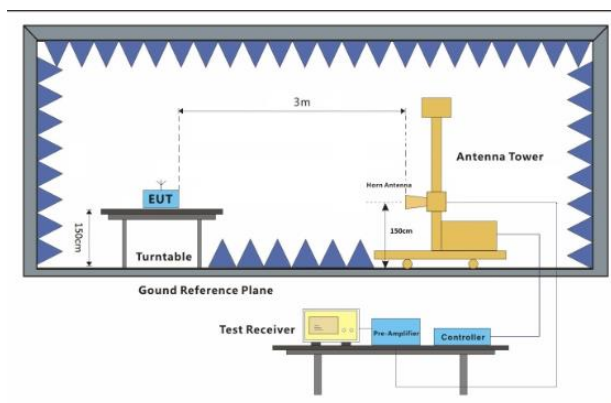 3m
Antenna Tower
Horn Antenna
EUT
150cm
150cm
Turntable
Gound Reference Plane
Test Receiver
Pre-Amplifier
Controller